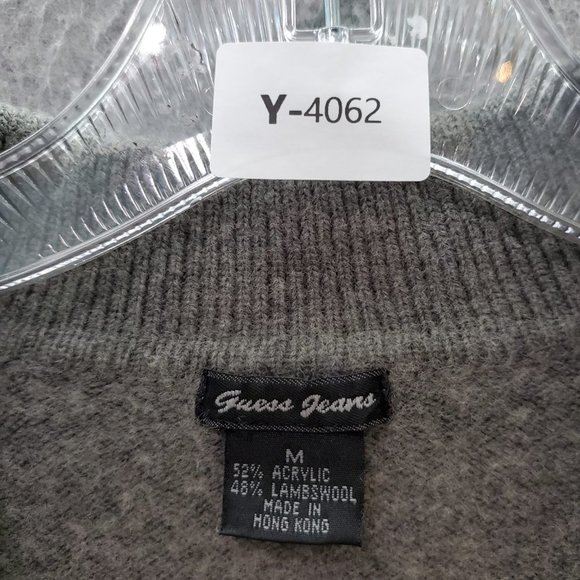 Y-4062
Guess Jeans
M
52% ACRYLIC
48% LAMBSWOOL
MADE IN
HONG KONG